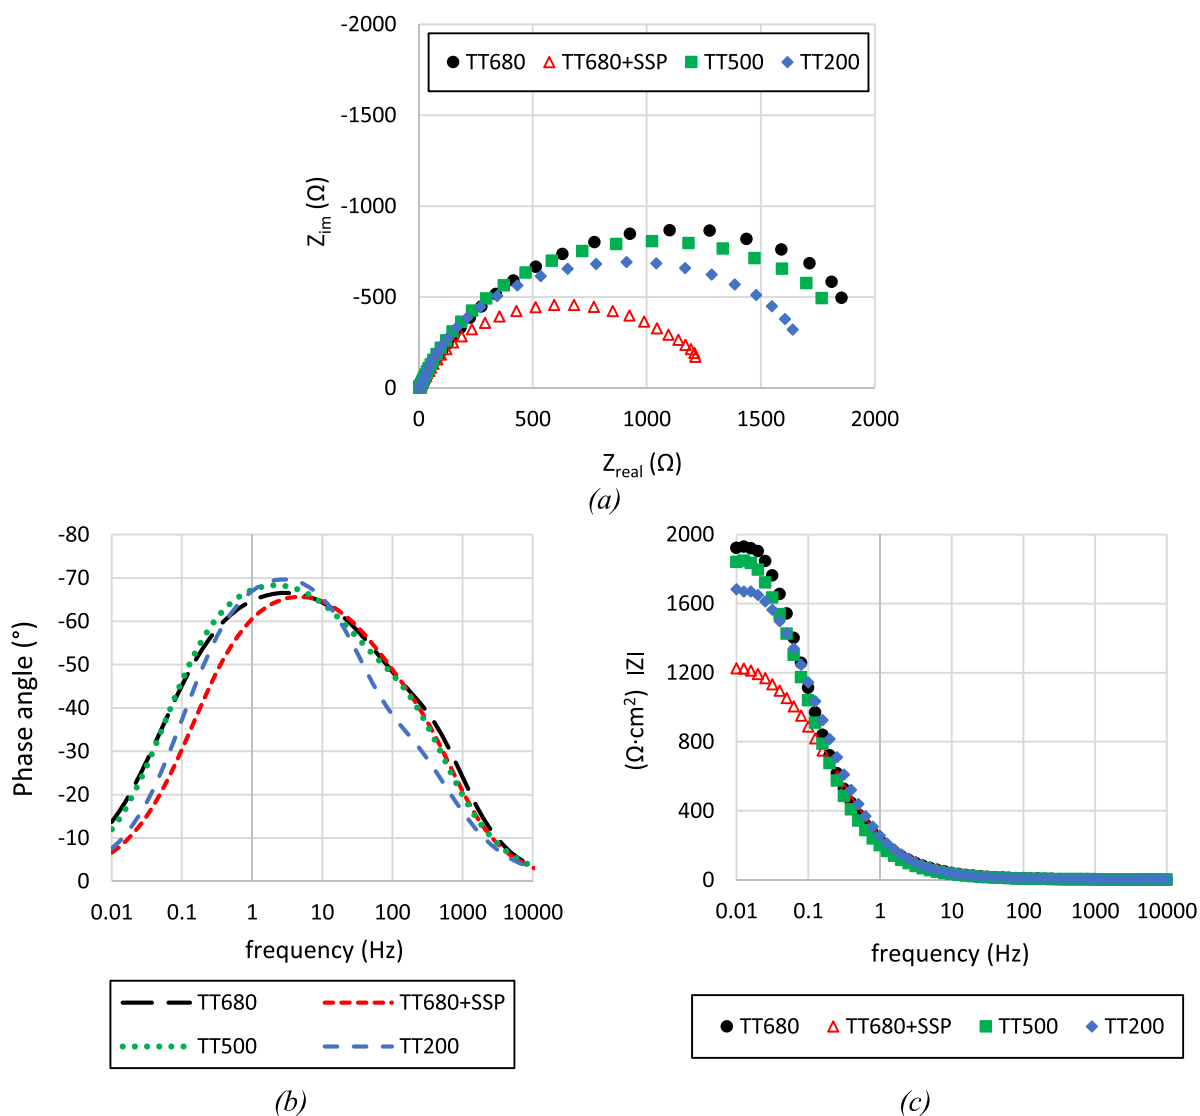 -2000
TT680 TT680+SSP TT500 TT200
-1500
-1000
-500
0
Zim (Ω)
0 500 1000 1500 2000
Zreal (Ω)
(a)
-80
-70
-60
-50
-40
-30
-20
-10
0
Phase angle (°)
0.01 0.1 1 10 100 1000 10000
frequency (Hz)
TT680 TT680+SSP
TT500 TT200
(b)
2000
1600
1200
800
400
0
(Ω·cm²) |Z|
0.01 0.1 1 10 100 1000 10000
frequency (Hz)
TT680 TT680+SSP TT500 TT200
(c)